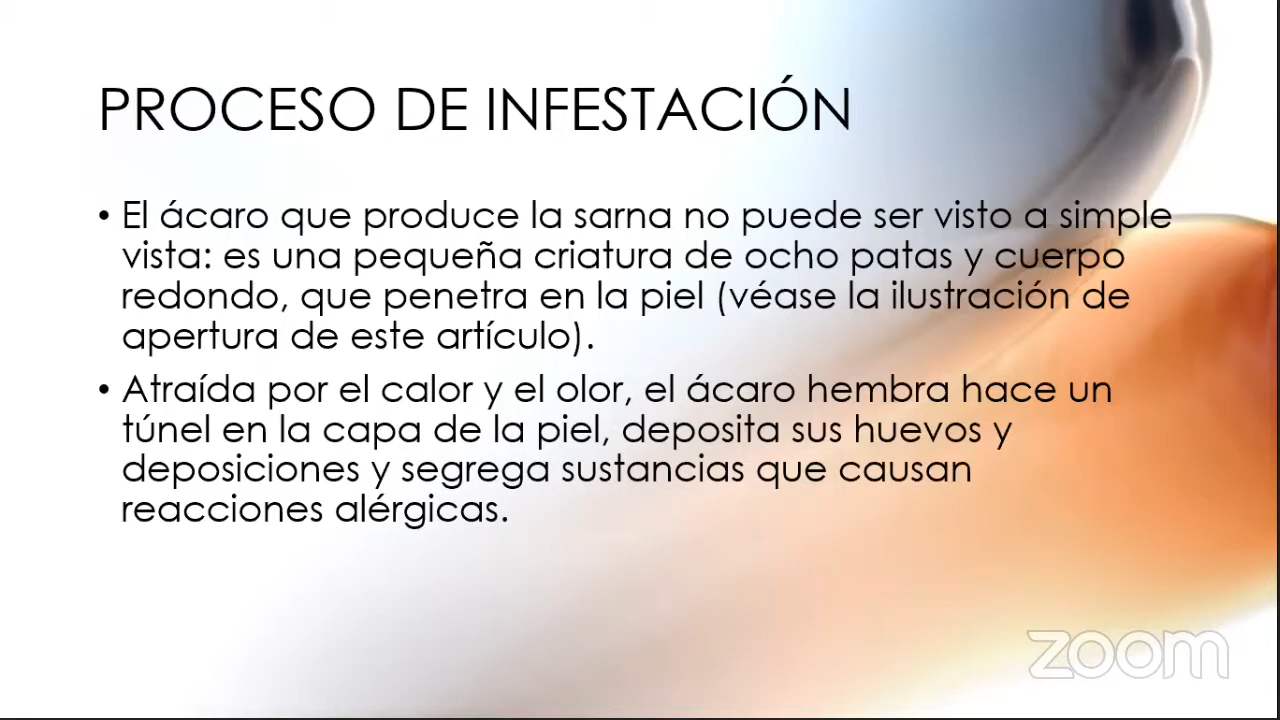 PROCESO DE INFESTACIÓN
• El ácaro que produce la sarna no puede ser visto a simple
vista: es una pequeña criatura de ocho patas y cuerpo
redondo, que penetra en la piel (véase la ilustración de
apertura de este artículo).
• Atraída por el calor y el olor, el ácaro hembra hace un
túnel en la capa de la piel, deposita sus huevos y
deposiciones y segrega sustancias que causan
reacciones alérgicas.
zoom